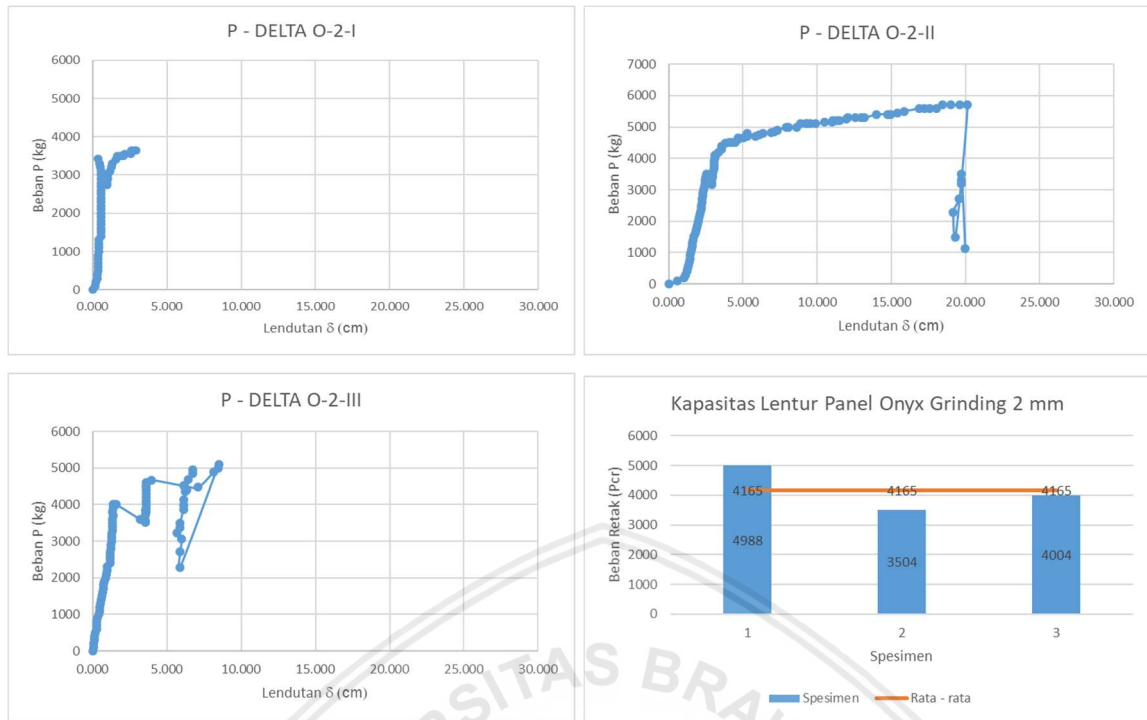 P - DELTA O-2-I
6000
5000
4000
3000
2000
1000
0
0.000 5.000 10.000 15.000 20.000 25.000 30.000
Beban P (kg)
Lendutan δ (cm)
P - DELTA O-2-II
7000
6000
5000
4000
3000
2000
1000
0
0.000 5.000 10.000 15.000 20.000 25.000 30.000
Beban P (kg)
Lendutan δ (cm)
P - DELTA O-2-III
6000
5000
4000
3000
2000
1000
0
0.000 5.000 10.000 15.000 20.000 25.000 30.000
Beban P (kg)
Lendutan δ (cm)
Kapasitas Lentur Panel Onyx Grinding 2 mm
6000
5000
4000
3000
2000
1000
0
Beban Retak (Pcr)
4165 4165 4165
4988 3504 4004
1 2 3
Spesimen
Spesimen Rata - rata